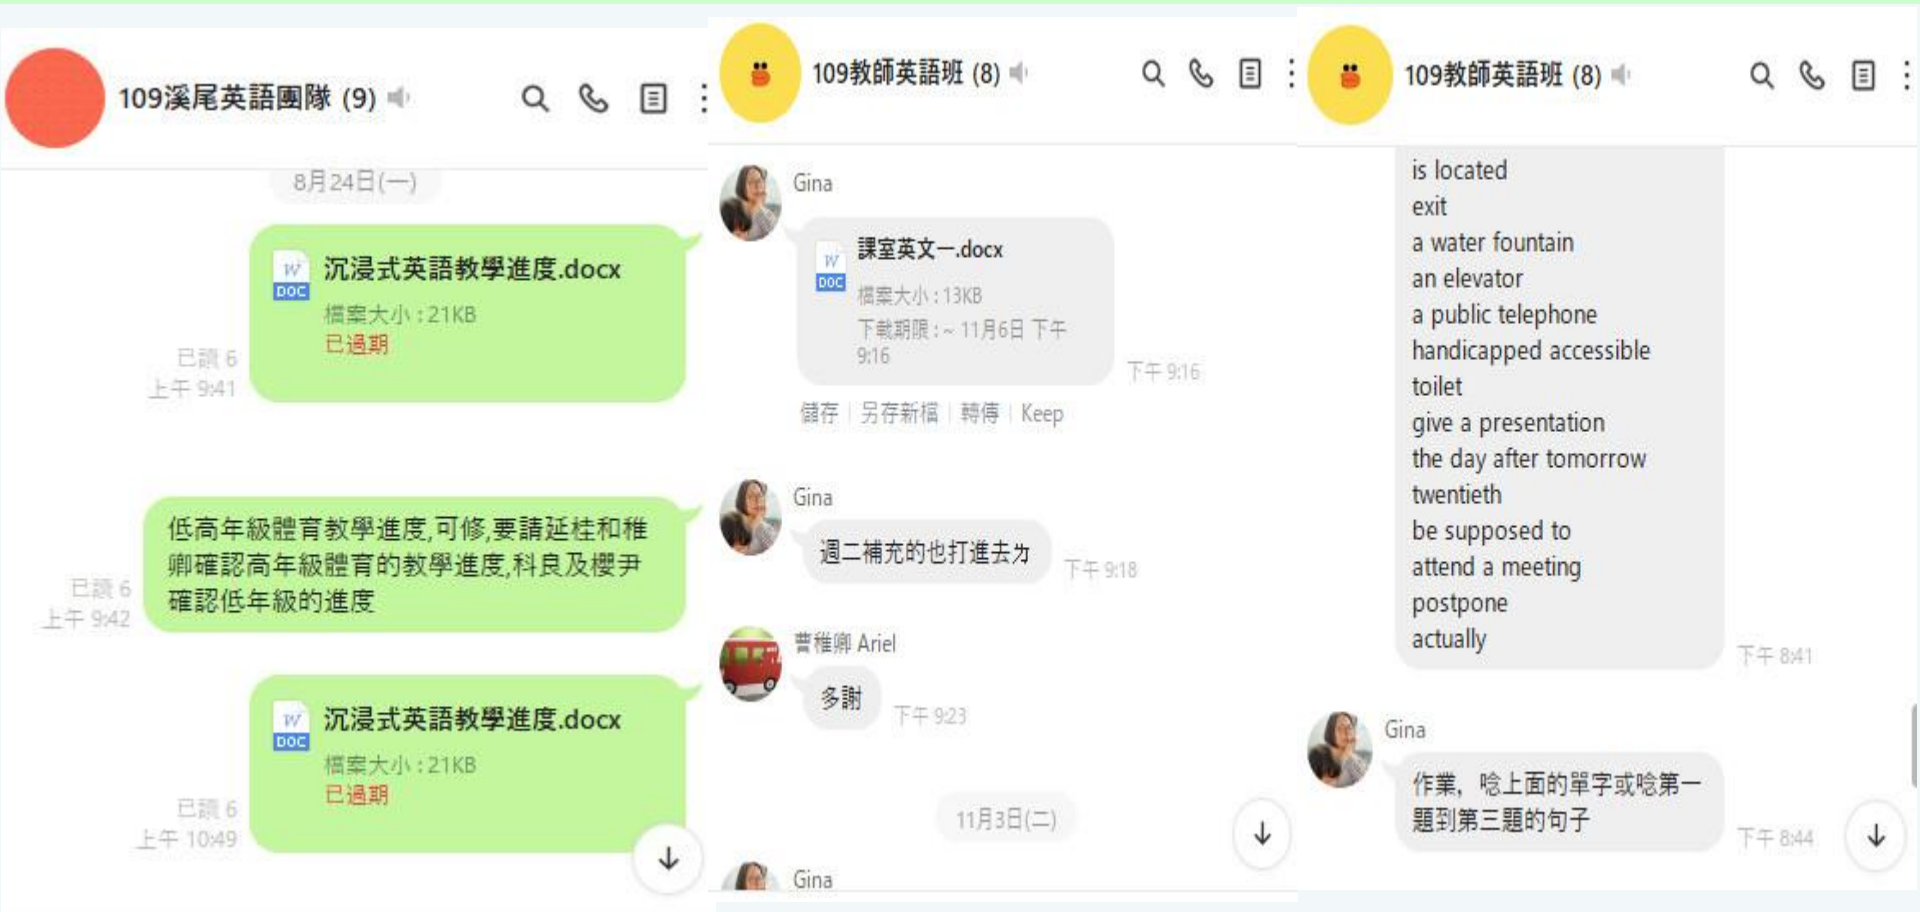 109溪尾英語團隊 (9)
8月24日(一)
W
DOC
沉浸式英語教學進度.docx
檔案大小 : 21KB
已過期
已讀 6
上午 9:41
低高年級體育教學進度,可修,要請延桂和稚
卿確認高年級體育的教學進度,科良及櫻尹
確認低年級的進度
已讀 6
上午 9:42
W
DOC
沉浸式英語教學進度.docx
檔案大小 : 21KB
已過期
已讀 6
上午 10:49
109教師英語班 (8)
Gina
W
DOC
課室英文一.docx
檔案大小 : 13KB
下載期限 : ~ 11月6日 下午
9:16
下午 9:16
儲存 | 另存新檔 | 轉傳 | Keep
Gina
週二補充的也打進去ㄌ
下午 9:18
曹稚卿 Ariel
多謝
下午 9:23
11月3日(二)
Gina
109教師英語班 (8)
is located
exit
a water fountain
an elevator
a public telephone
handicapped accessible
toilet
give a presentation
the day after tomorrow
twentieth
be supposed to
attend a meeting
postpone
actually
下午 8:41
Gina
作業，唸上面的單字或唸第一
題到第三題的句子
下午 8:44